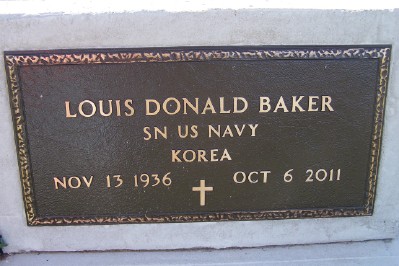 LOUIS DONALD BAKER
SN US NAVY
KOREA
NOV 13 1936 OCT 6 2011